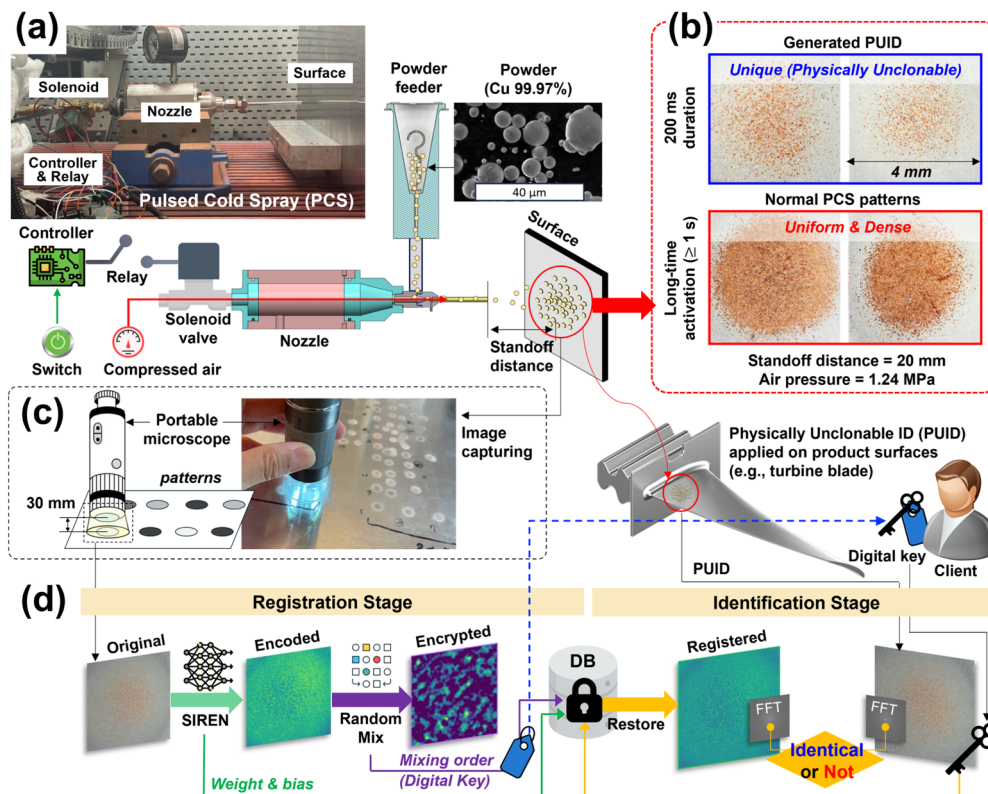 (a)
Solenoid
Nozzle
Surface
Controller
& Relay
Pulsed Cold Spray (PCS)
Powder
feeder
Powder
(Cu 99.97%)
40 μm
Controller
Relay
Switch
Compressed air
Solenoid
valve
Nozzle
Standoff
distance
Surface
(b)
Generated PUID
Unique (Physically Unclonable)
200 ms
duration
4 mm
Normal PCS patterns
Uniform & Dense
Long-time
activation (≥ 1 s)
Standoff distance = 20 mm
Air pressure = 1.24 MPa
(c)
Portable
microscope
patterns
30 mm
Image
capturing
Physically Unclonable ID (PUID)
applied on product surfaces
(e.g., turbine blade)
PUID
Digital key
Client
(d)
Registration Stage
Identification Stage
Original
SIREN
Encoded
Random
Mix
Encrypted
Weight & bias
Mixing order
(Digital Key)
DB
Restore
Registered
FFT
FFT
Identical
or Not